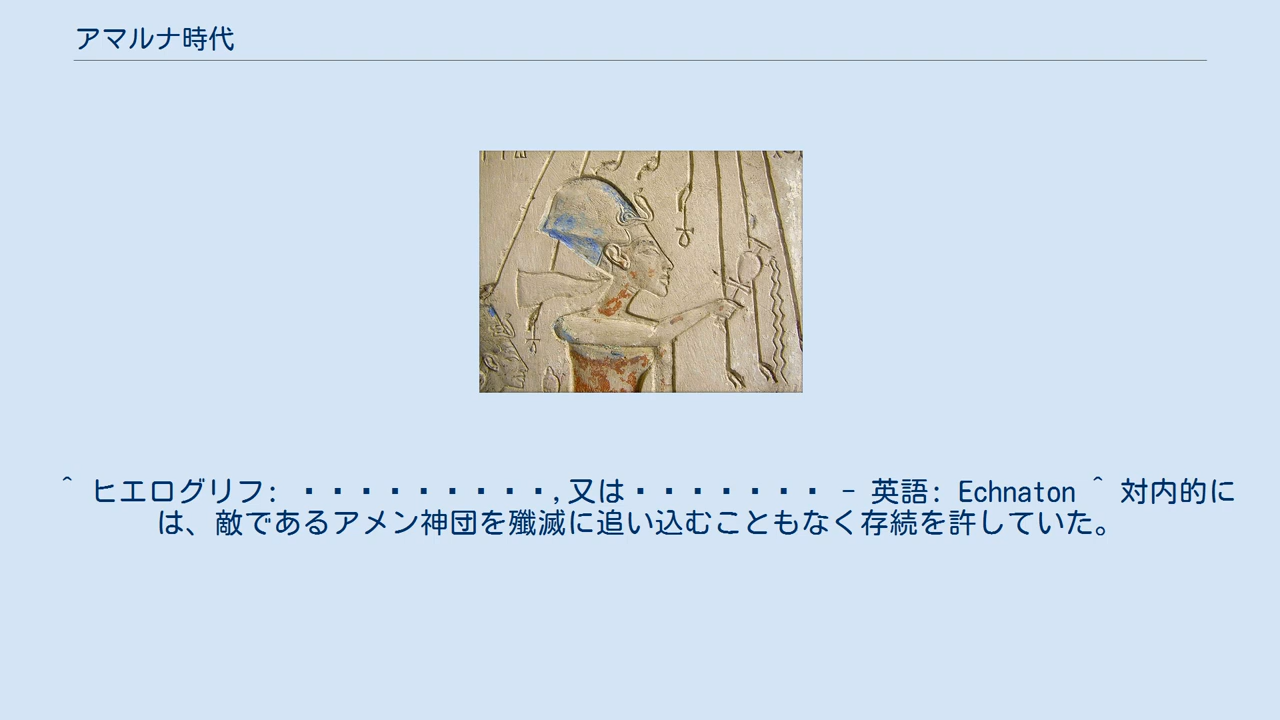 アマルナ時代
^ ヒエログリフ: ・・・・・・・・・,又は・・・・・・・ - 英語: Echnaton ^ 対内的に
は、敵であるアメン神団を殲滅に追い込むこともなく存続を許していた。